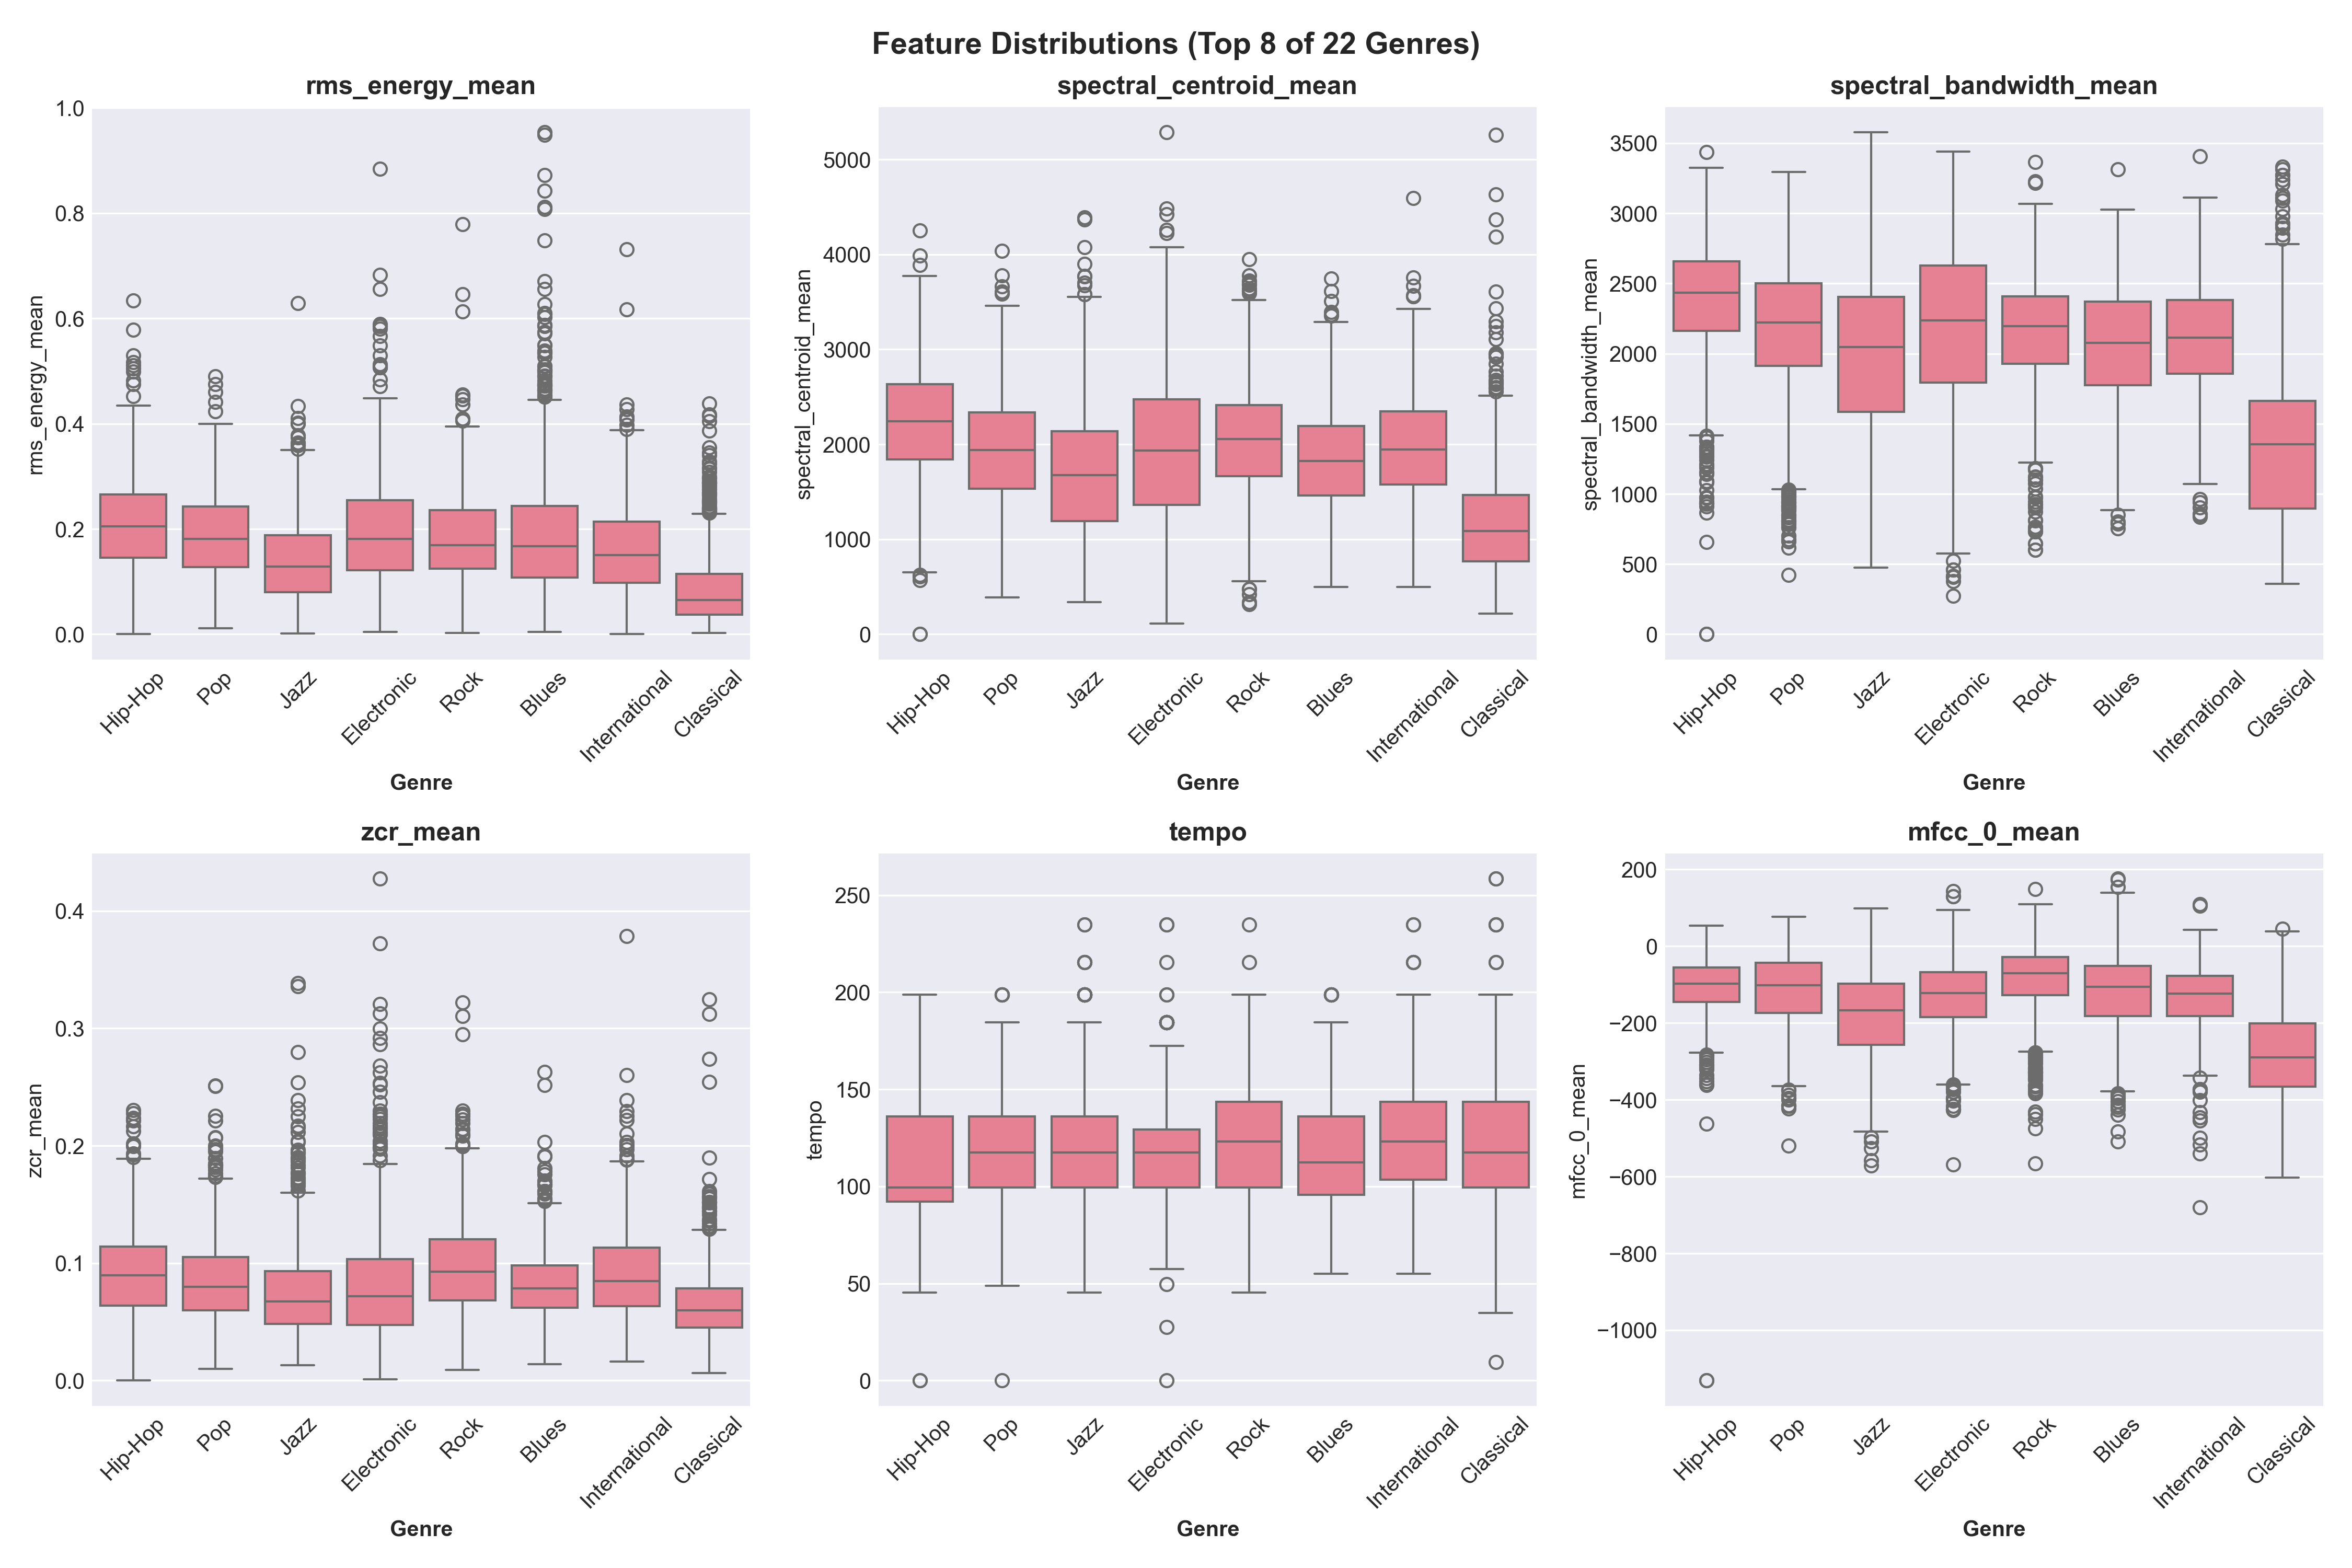 Feature Distributions (Top 8 of 22 Genres)
rms_energy_mean
rms_energy_mean
1.0
0.8
0.6
0.4
0.2
0.0
Hip-Hop
Pop
Jazz
Electronic
Rock
Blues
International
Classical
Genre
spectral_centroid_mean
spectral_centroid_mean
5000
4000
3000
2000
1000
0
Hip-Hop
Pop
Jazz
Electronic
Rock
Blues
International
Classical
Genre
spectral_bandwidth_mean
spectral_bandwidth_mean
3500
3000
2500
2000
1500
1000
500
0
Hip-Hop
Pop
Jazz
Electronic
Rock
Blues
International
Classical
Genre
zcr_mean
zcr_mean
0.4
0.3
0.2
0.1
0.0
Hip-Hop
Pop
Jazz
Electronic
Rock
Blues
International
Classical
Genre
tempo
tempo
250
200
150
100
50
0
Hip-Hop
Pop
Jazz
Electronic
Rock
Blues
International
Classical
Genre
mfcc_0_mean
mfcc_0_mean
200
0
−200
−400
−600
−800
−1000
Hip-Hop
Pop
Jazz
Electronic
Rock
Blues
International
Classical
Genre